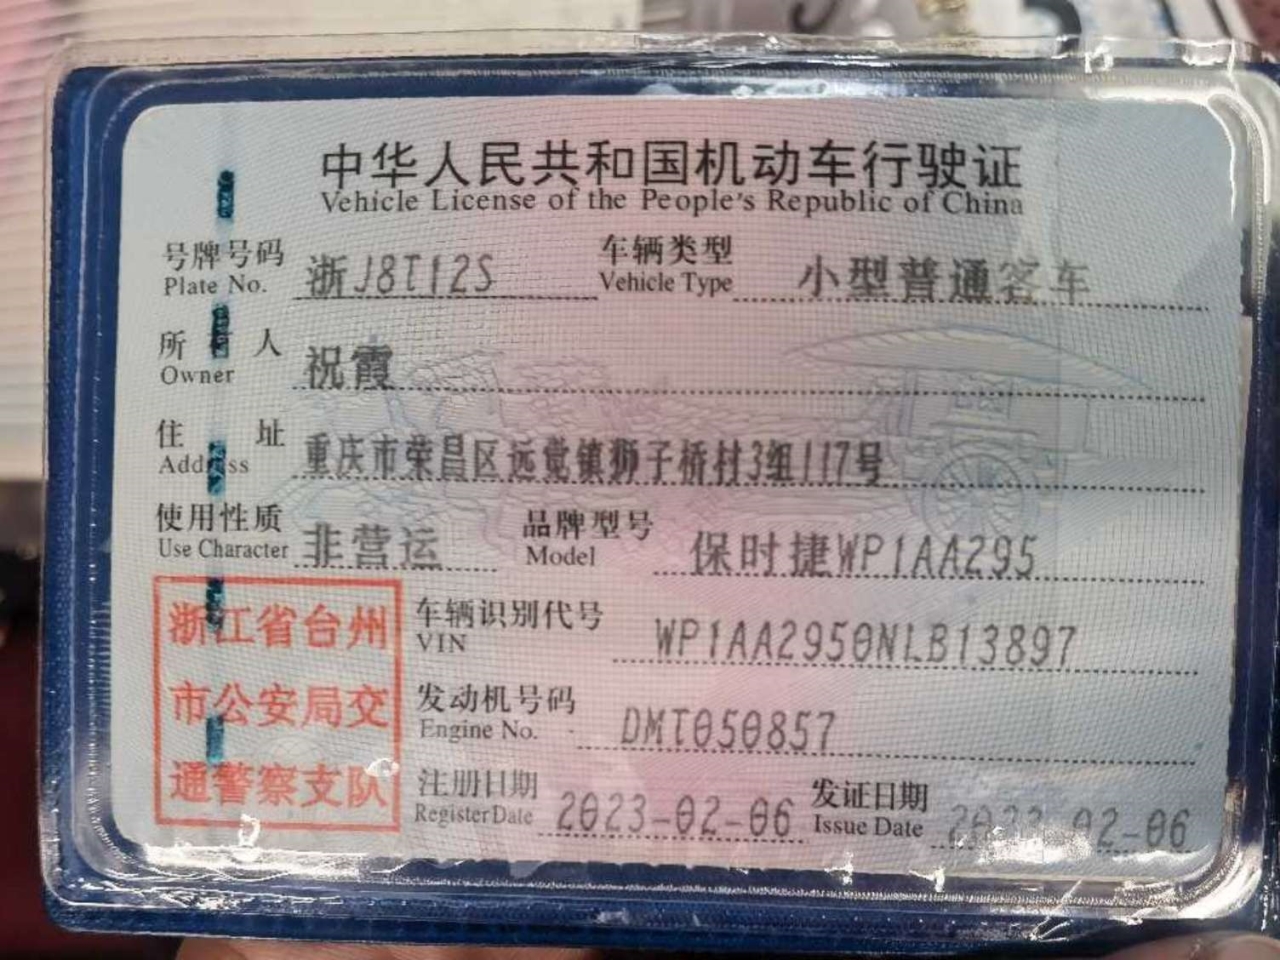 中华人民共和国机动车行驶证
Vehicle License of the People's Republic of China
号牌号码 浙J8T12S 车辆类型 小型普通客车
Plate No. Vehicle Type
所有人 祝霞
Owner
住址 重庆市荣昌区远觉镇狮子桥村3组117号
Address
使用性质 非营运 品牌型号 保时捷WP1AA295
Use Character Model
浙江省台州
市公安局交
通警察支队
车辆识别代号 WP1AA2950NLB13897
VIN
发动机号码 DMT050857
Engine No.
注册日期 2023-02-06 发证日期 2023-02-06
Register Date Issue Date